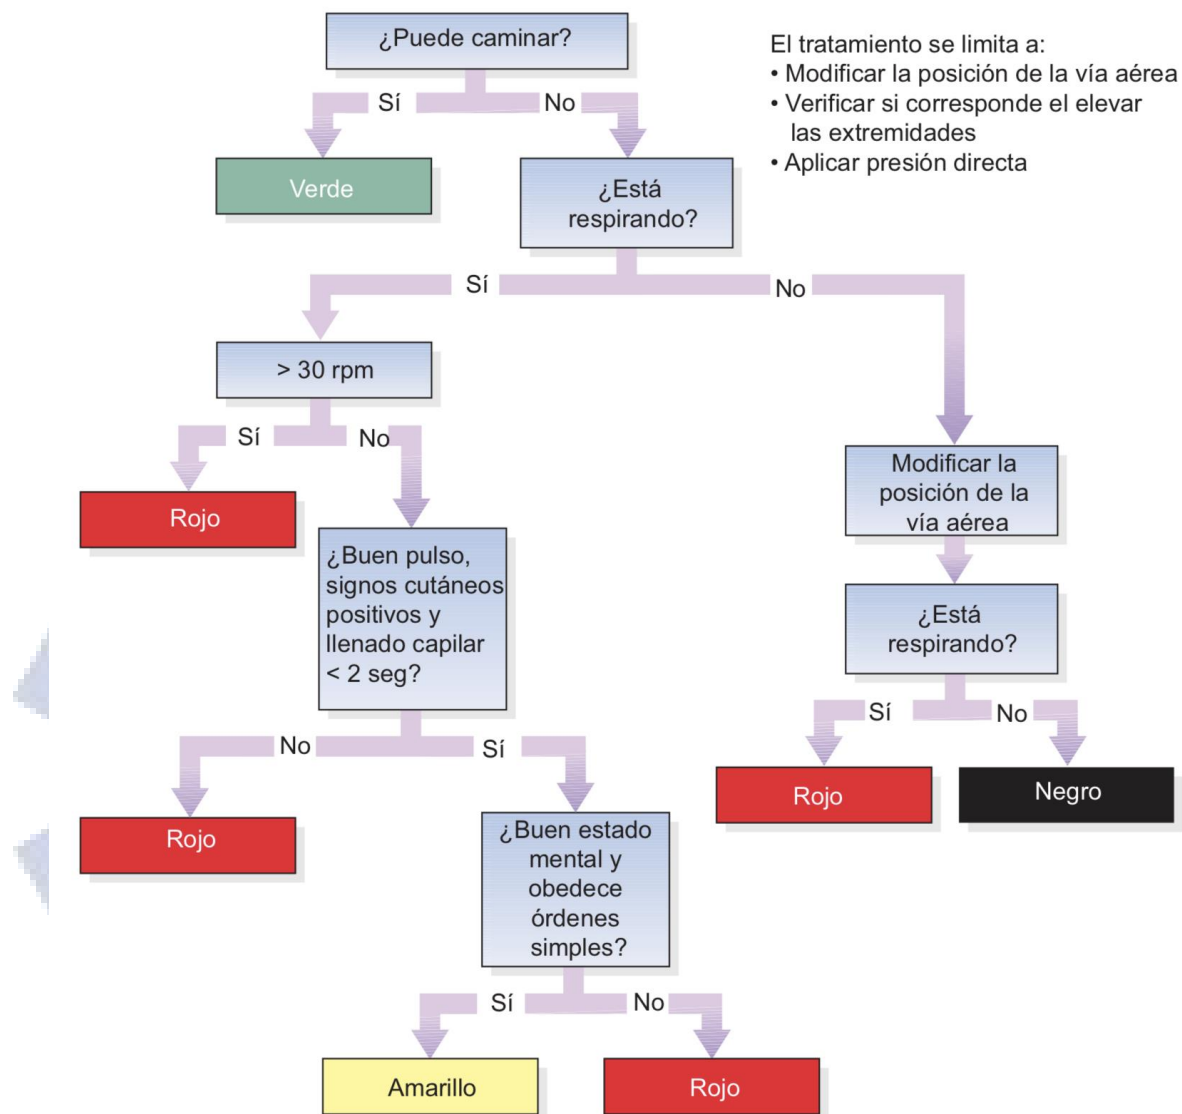 ¿Puede caminar?
El tratamiento se limita a:
• Modificar la posición de la vía aérea
• Verificar si corresponde el elevar
las extremidades
• Aplicar presión directa
Sí
No
Verde
¿Está
respirando?
Sí
No
> 30 rpm
Sí
No
Rojo
Modificar la
posición de la
vía aérea
¿Buen pulso,
signos cutáneos
positivos y
llenado capilar
< 2 seg?
¿Está
respirando?
Sí
No
No
Sí
Rojo
Negro
Rojo
¿Buen estado
mental y
obedece
órdenes
simples?
Sí
No
Amarillo
Rojo